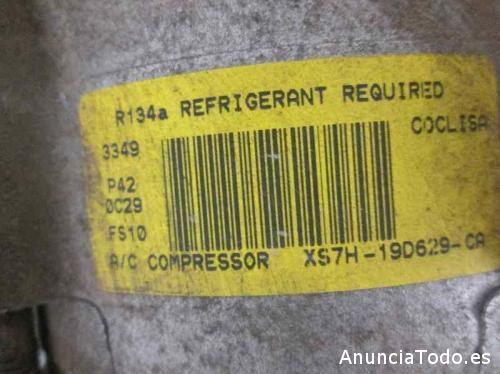 R134a REFRIGERANT REQUIRED
3349
COCLISA
P42
0C29
FS10
A/C COMPRESSOR XS7H-19D629-CA
AnunciaTodo.es